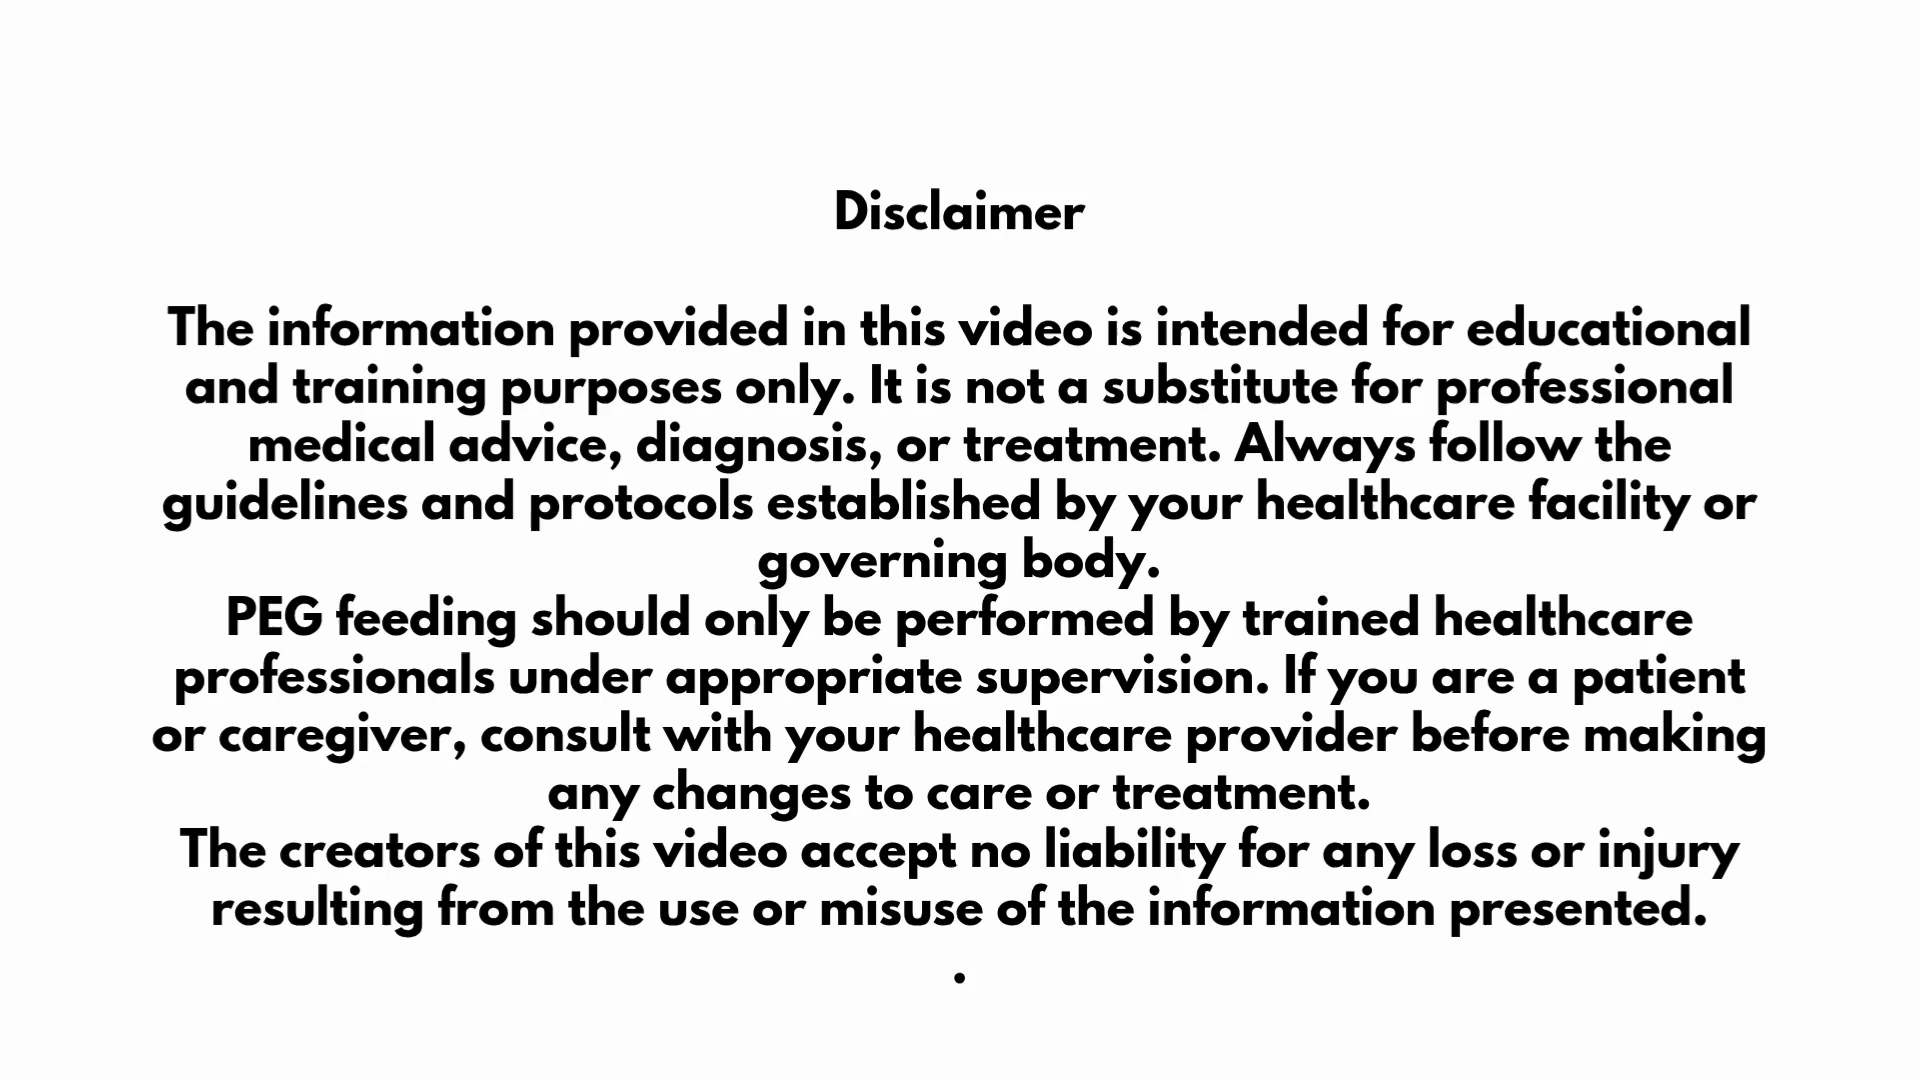 Disclaimer
The information provided in this video is intended for educational
and training purposes only. It is not a substitute for professional
medical advice, diagnosis, or treatment. Always follow the
guidelines and protocols established by your healthcare facility or
governing body.
PEG feeding should only be performed by trained healthcare
professionals under appropriate supervision. If you are a patient
or caregiver, consult with your healthcare provider before making
any changes to care or treatment.
The creators of this video accept no liability for any loss or injury
resulting from the use or misuse of the information presented.
.